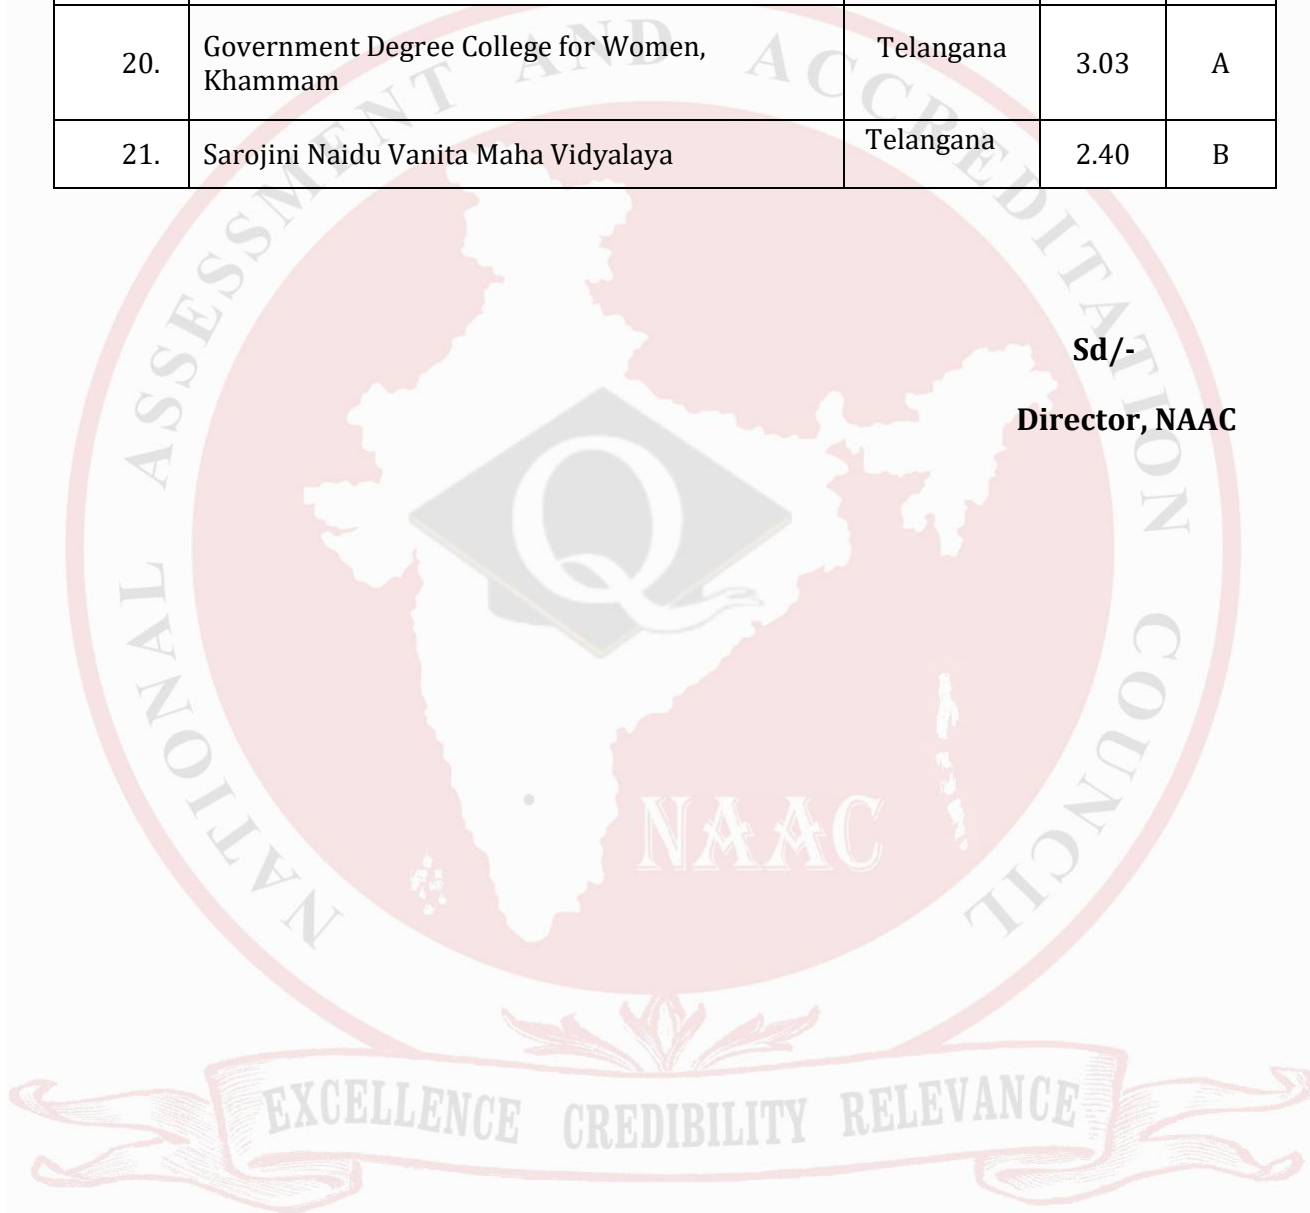 20.
Government Degree College for Women,
Khammam
Telangana
3.03
A
21.
Sarojini Naidu Vanita Maha Vidyalaya
Telangana
2.40
B
Sd/-
Director, NAAC
NATIONAL ASSESSMENT AND ACCREDITATION COUNCIL
Q
NAAC
EXCELLENCE CREDIBILITY RELEVANCE